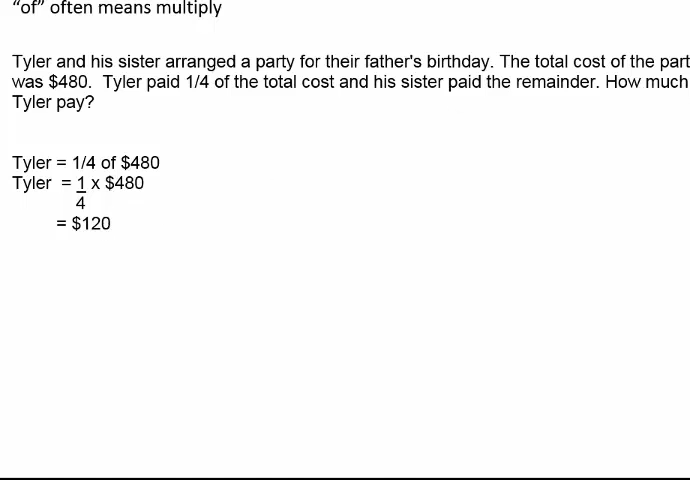 “of” often means multiply
Tyler and his sister arranged a party for their father's birthday. The total cost of the part
was $480. Tyler paid 1/4 of the total cost and his sister paid the remainder. How much
Tyler pay?
Tyler = 1/4 of $480
Tyler = 1 x $480
4
= $120